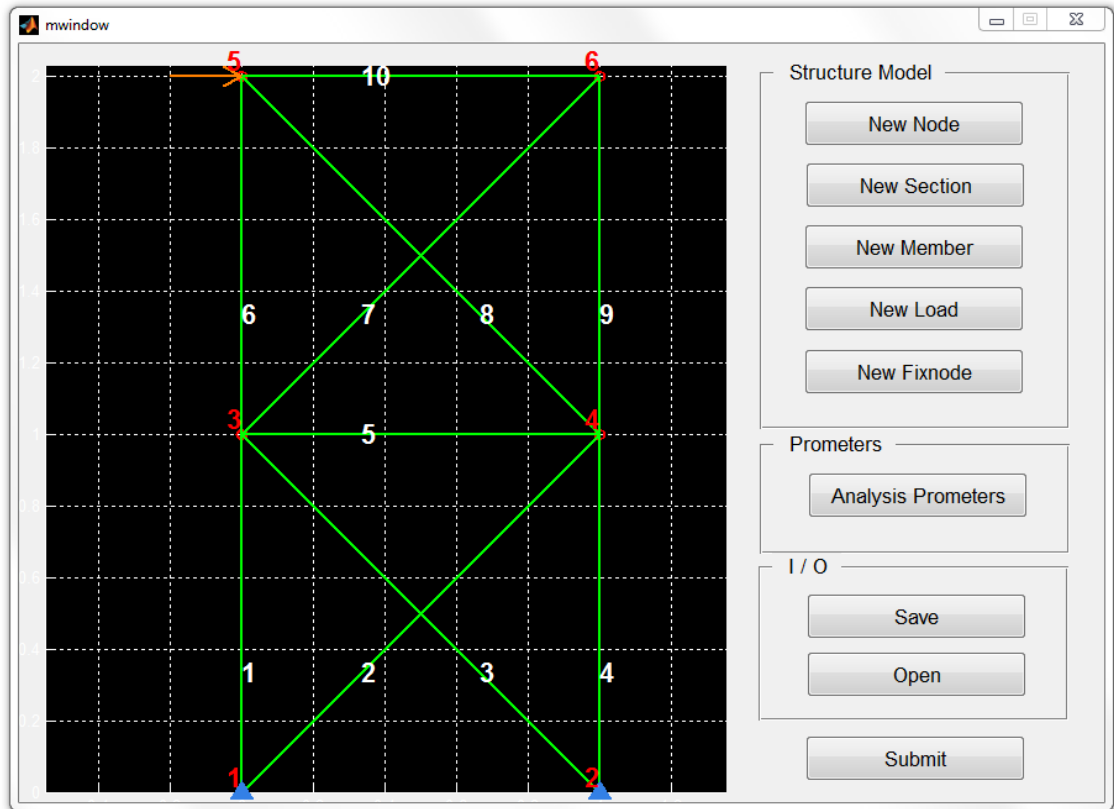 mwindow
5
6
10
2
1.8
1.6
1.4
6
7
8
9
1.2
3
4
1
5
0.8
0.6
0.4
1
2
3
4
0.2
0
1
2
Structure Model
New Node
New Section
New Member
New Load
New Fixnode
Prometers
Analysis Prometers
I / O
Save
Open
Submit